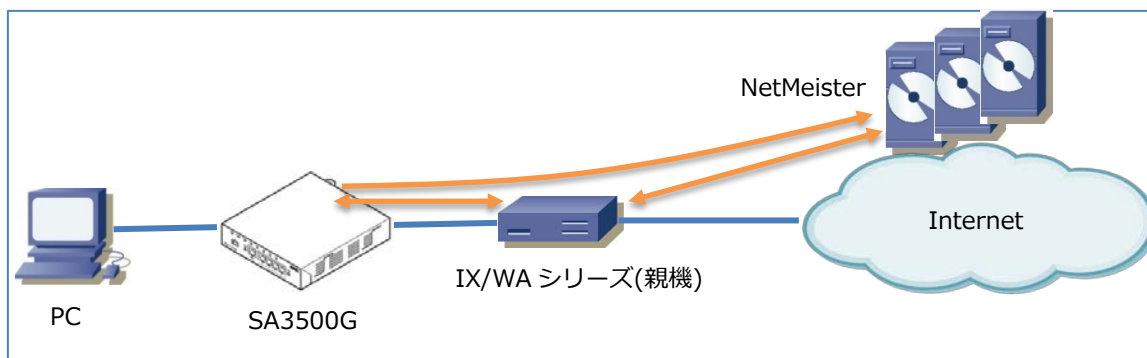 NetMeister
Internet
IX/WA シリーズ(親機)
PC
SA3500G